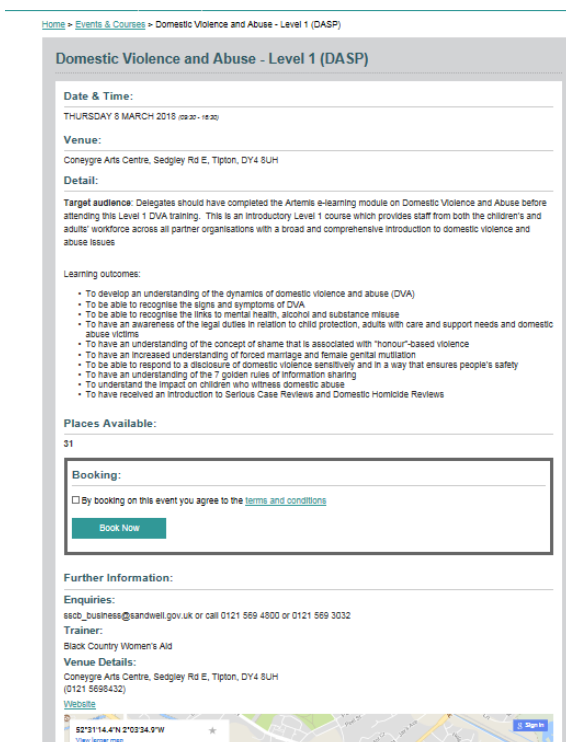 Home > Events & Courses > Domestic Violence and Abuse - Level 1 (DASP)
Domestic Violence and Abuse - Level 1 (DASP)
Date & Time:
THURSDAY 8 MARCH 2018 (09:30 - 16:30)
Venue:
Coneygre Arts Centre, Sedgley Rd E, Tipton, DY4 8UH
Detail:
Target audience: Delegates should have completed the Artemis e-learning module on Domestic Violence and Abuse before
attending this Level 1 DVA training. This is an introductory Level 1 course which provides staff from both the children's and
adults' workforce across all partner organisations with a broad and comprehensive introduction to domestic violence and
abuse issues
Learning outcomes:
• To develop an understanding of the dynamics of domestic violence and abuse (DVA)
• To be able to recognise the signs and symptoms of DVA
• To be able to recognise the links to mental health, alcohol and substance misuse
• To have an awareness of the legal duties in relation to child protection, adults with care and support needs and domestic
abuse victims
• To have an understanding of the concept of shame that is associated with "honour"-based violence
• To have an increased understanding of forced marriage and female genital mutilation
• To be able to respond to a disclosure of domestic violence sensitively and in a way that ensures people's safety
• To have an understanding of the 7 golden rules of information sharing
• To understand the impact on children who witness domestic abuse
• To have received an introduction to Serious Case Reviews and Domestic Homicide Reviews
Places Available:
31
Booking:
By booking on this event you agree to the terms and conditions
Book Now
Further Information:
Enquiries:
sscb_business@sandwell.gov.uk or call 0121 569 4800 or 0121 569 3032
Trainer:
Black Country Women's Aid
Venue Details:
Coneygre Arts Centre, Sedgley Rd E, Tipton, DY4 8UH
(0121 5698432)
Website
52°31'14.4"N 2°03'34.9"W
Sign in
View larger map